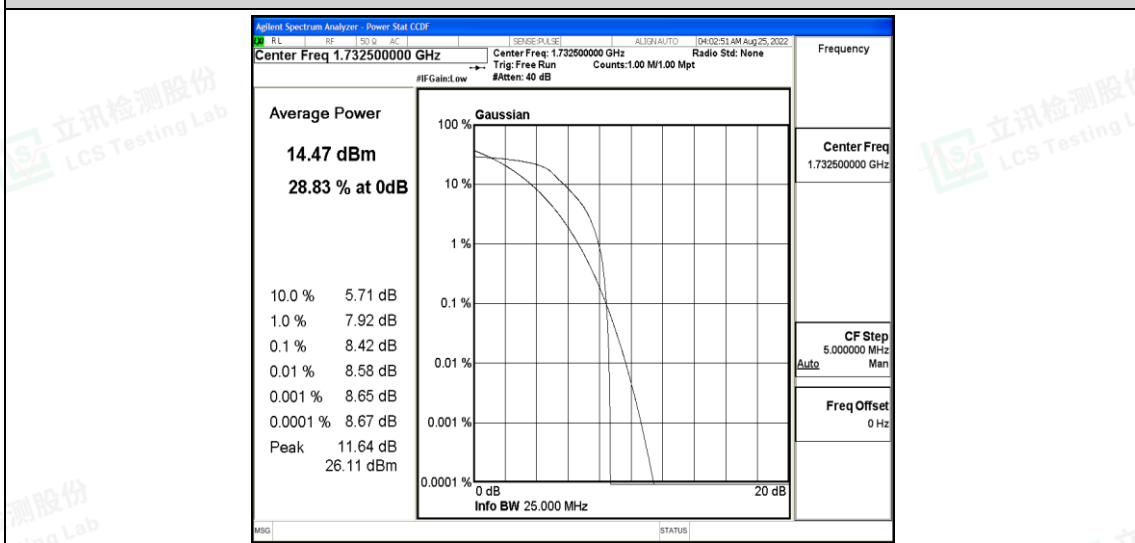 Agilent Spectrum Analyzer - Power Stat CCDF
RL RF 50 Ω AC SENSE:PULSE ALIGNAUTO 04:02:51 AM Aug 25, 2022
Center Freq 1.732500000 GHz
Center Freq: 1.732500000 GHz Radio Std: None
Trig: Free Run Counts:1.00 M/1.00 Mpt
#IFGain:Low #Atten: 40 dB
Frequency
Average Power
14.47 dBm
28.83 % at 0dB
10.0 % 5.71 dB
1.0 % 7.92 dB
0.1 % 8.42 dB
0.01 % 8.58 dB
0.001 % 8.65 dB
0.0001 % 8.67 dB
Peak 11.64 dB
26.11 dBm
Gaussian
100 %
10 %
1 %
0.1 %
0.01 %
0.001 %
0.0001 %
0 dB 20 dB
Info BW 25.000 MHz
Center Freq
1.732500000 GHz
CF Step
5.000000 MHz
Auto Man
Freq Offset
0 Hz
MSG STATUS
立讯检测股份
LCS Testing Lab
立讯检测股份
LCS Testing L
测股份
ng Lab